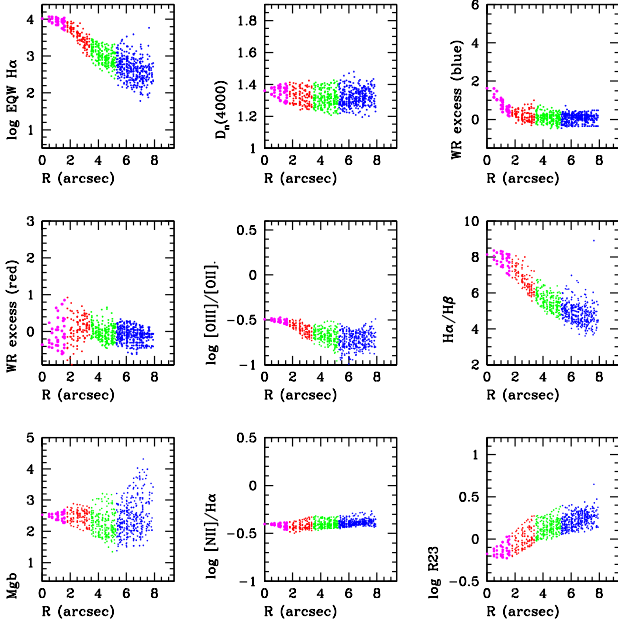 log EQW Hα
4
3
2
1
0 2 4 6 8
R (arcsec)
Dn(4000)
2
1.8
1.6
1.4
1.2
1
0 2 4 6 8
R (arcsec)
WR excess (blue)
4
2
0
0 2 4 6 8
R (arcsec)
WR excess (red)
3
2
1
0
0 2 4 6 8
R (arcsec)
log [OIII]/[OII].
0.5
0
−0.5
−1
0 2 4 6 8
R (arcsec)
Hα/Hβ
10
8
6
4
2
0 2 4 6 8
R (arcsec)
Mgb
5
4
3
2
1
0 2 4 6 8
R (arcsec)
log [NII]/Hα
0.5
0
−0.5
−1
0 2 4 6 8
R (arcsec)
log R23
1
0.5
0
−0.5
0 2 4 6 8
R (arcsec)